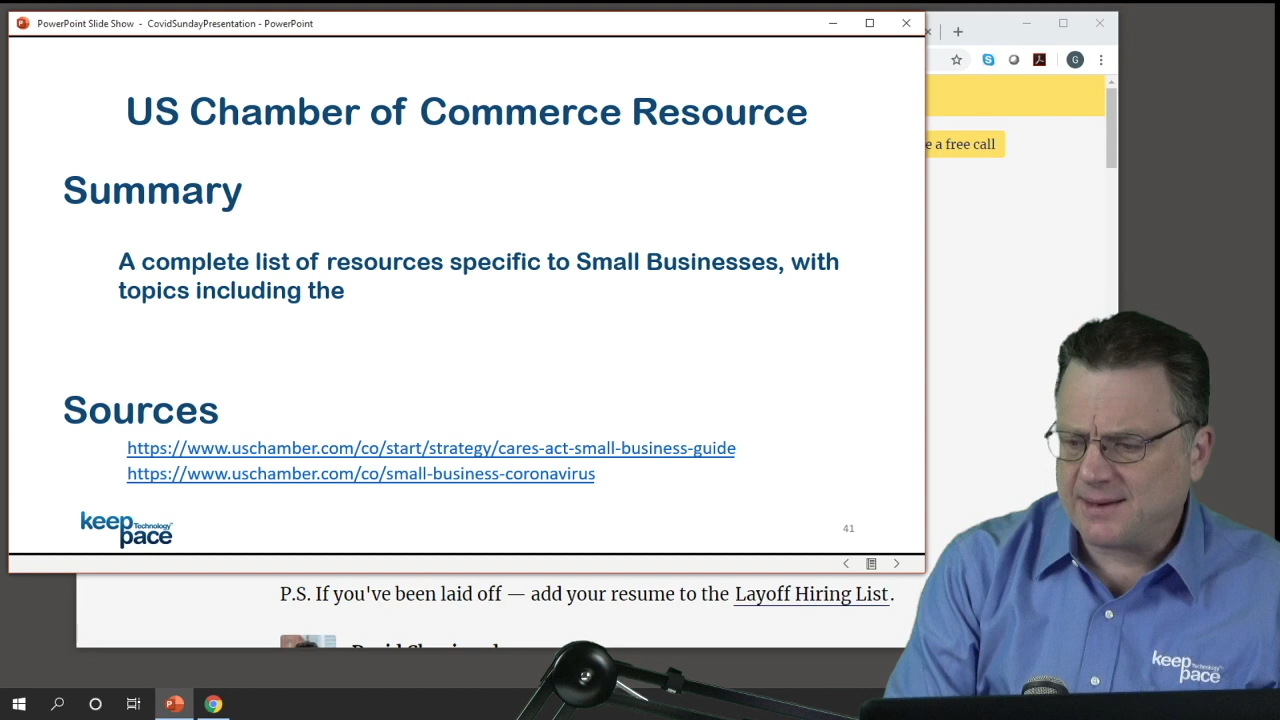 PowerPoint Slide Show - CovidSundayPresentation - PowerPoint
US Chamber of Commerce Resource
Summary
A complete list of resources specific to Small Businesses, with
topics including the
Sources
https://www.uschamber.com/co/start/strategy/cares-act-small-business-guide
https://www.uschamber.com/co/small-business-coronavirus
keep Technology™
pace
41
G
e a free call
P.S. If you've been laid off — add your resume to the Layoff Hiring List.
keep Technology™
pace